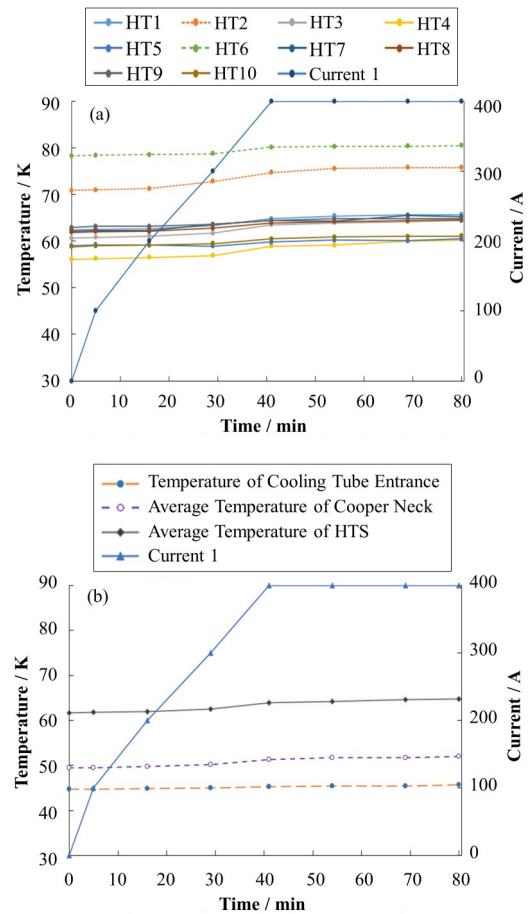 HT1 HT2 HT3 HT4
HT5 HT6 HT7 HT8
HT9 HT10 Current 1
(a)
90
80
70
60
50
40
30
Temperature / K
400
300
200
100
0
Current / A
0 10 20 30 40 50 60 70 80
Time / min
Temperature of Cooling Tube Entrance
Average Temperature of Cooper Neck
Average Temperature of HTS
Current 1
(b)
90
80
70
60
50
40
30
Temperature / K
400
300
200
100
0
Current / A
0 10 20 30 40 50 60 70 80
Time / min